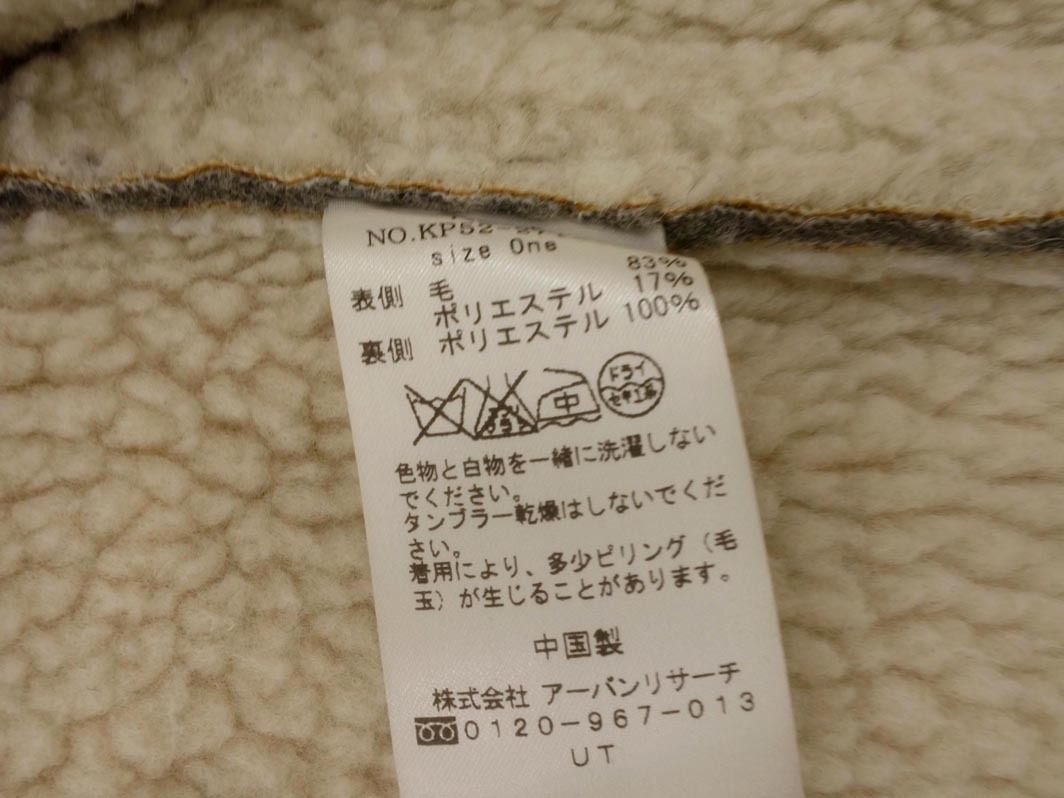 NO.KP52-
size One
83%
表側 毛 17%
ポリエステル 100%
裏側 ポリエステル
中
ドライ
セキユ系
色物と白物を一緒に洗濯しない
でください。
タンブラー乾燥はしないでくだ
さい。
着用により、多少ピリング（毛
玉）が生じることがあります。
中国製
株式会社 アーバンリサーチ
0120-967-013
UT